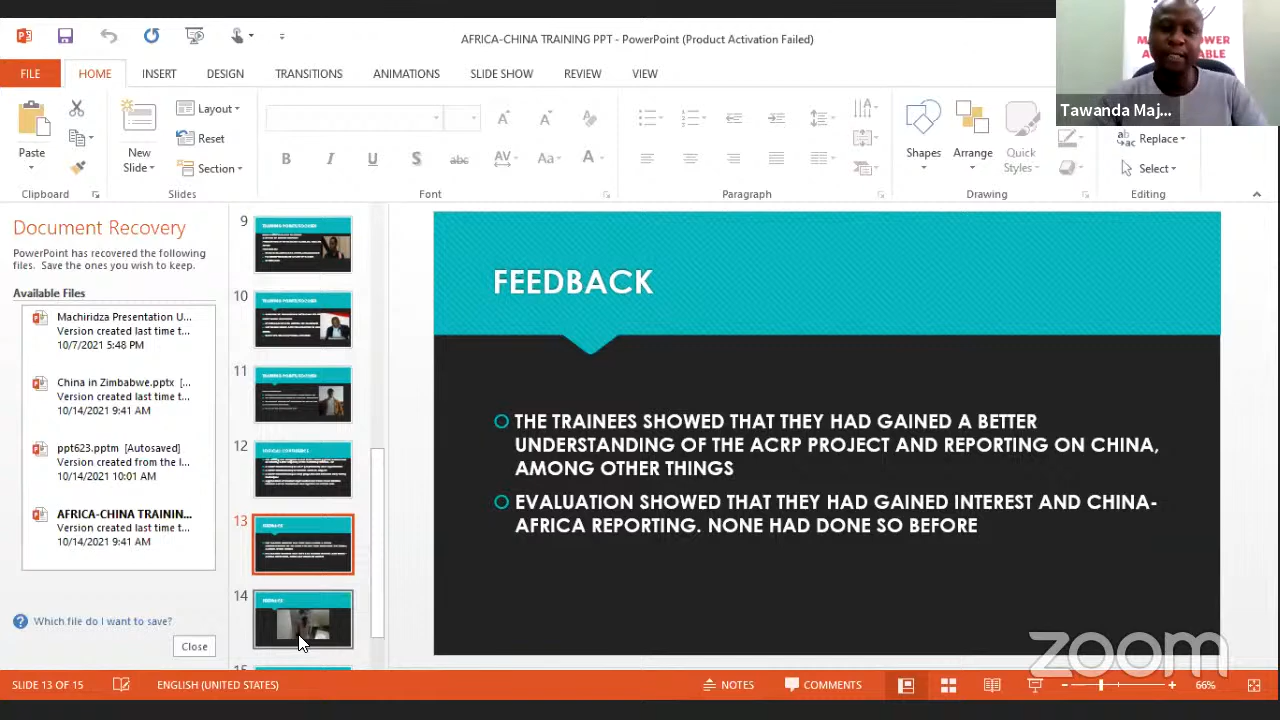 AFRICA-CHINA TRAINING PPT - PowerPoint (Product Activation Failed)
FILE
HOME
INSERT
DESIGN
TRANSITIONS
ANIMATIONS
SLIDE SHOW
REVIEW
VIEW
Tawanda Maj...
Paste
New
Slide
Layout
Reset
Section
Shapes
Arrange
Quick
Styles
Replace
Select
Clipboard
Slides
Font
Paragraph
Drawing
Editing
Document Recovery
PowerPoint has recovered the following
files. Save the ones you wish to keep.
Available Files
Machiridza Presentation U...
Version created last time t...
10/7/2021 5:48 PM
China in Zimbabwe.pptx [...
Version created last time t...
10/14/2021 9:41 AM
ppt623.pptm [Autosaved]
Version created from the l...
10/14/2021 10:01 AM
AFRICA-CHINA TRAININ...
Version created last time t...
10/14/2021 9:41 AM
Which file do I want to save?
Close
9
10
11
12
13
14
FEEDBACK
THE TRAINEES SHOWED THAT THEY HAD GAINED A BETTER
UNDERSTANDING OF THE ACRP PROJECT AND REPORTING ON CHINA,
AMONG OTHER THINGS
EVALUATION SHOWED THAT THEY HAD GAINED INTEREST AND CHINA-
AFRICA REPORTING. NONE HAD DONE SO BEFORE
zoom
SLIDE 13 OF 15
ENGLISH (UNITED STATES)
NOTES
COMMENTS
66%